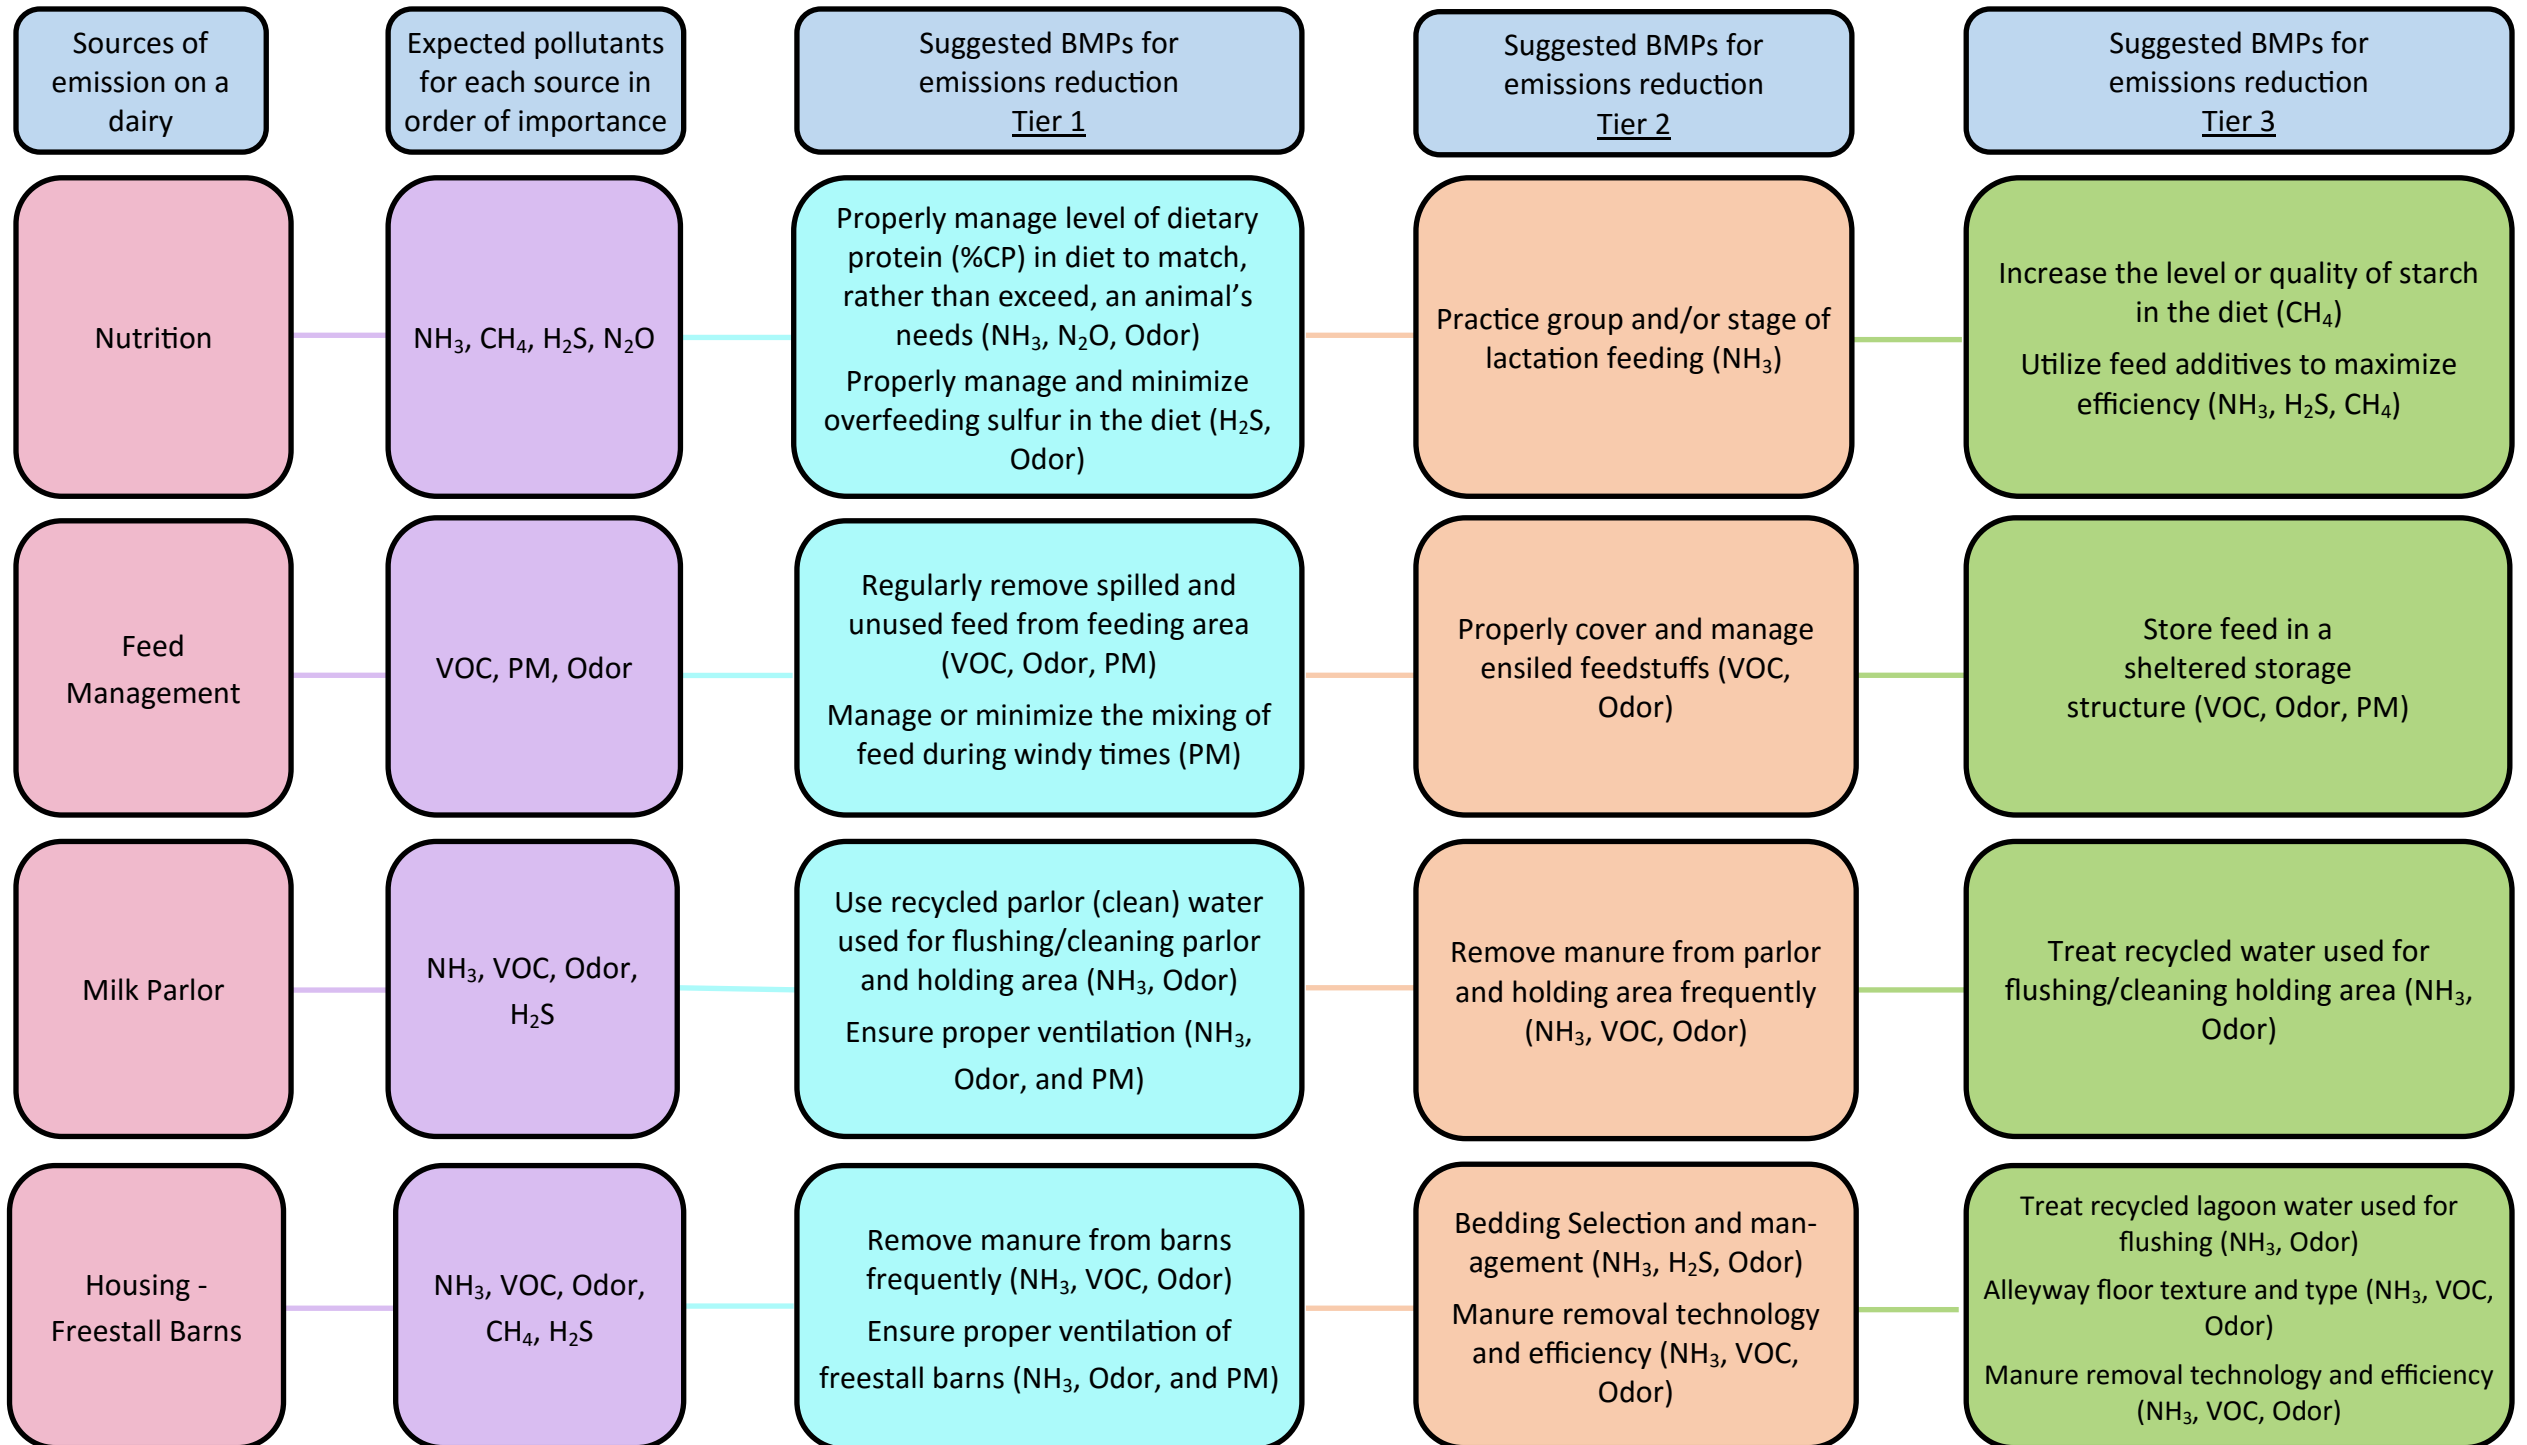 Sources of
emission on a
dairy
Expected pollutants
for each source in
order of importance
Suggested BMPs for
emissions reduction
Tier 1
Suggested BMPs for
emissions reduction
Tier 2
Suggested BMPs for
emissions reduction
Tier 3
Nutrition
NH₃, CH₄, H₂S, N₂O
Properly manage level of dietary
protein (%CP) in diet to match,
rather than exceed, an animal’s
needs (NH₃, N₂O, Odor)
Properly manage and minimize
overfeeding sulfur in the diet (H₂S,
Odor)
Practice group and/or stage of
lactation feeding (NH₃)
Increase the level or quality of starch
in the diet (CH₄)
Utilize feed additives to maximize
efficiency (NH₃, H₂S, CH₄)
Feed
Management
VOC, PM, Odor
Regularly remove spilled and
unused feed from feeding area
(VOC, Odor, PM)
Manage or minimize the mixing of
feed during windy times (PM)
Properly cover and manage
ensiled feedstuffs (VOC,
Odor)
Store feed in a
sheltered storage
structure (VOC, Odor, PM)
Milk Parlor
NH₃, VOC, Odor,
H₂S
Use recycled parlor (clean) water
used for flushing/cleaning parlor
and holding area (NH₃, Odor)
Ensure proper ventilation (NH₃,
Odor, and PM)
Remove manure from parlor
and holding area frequently
(NH₃, VOC, Odor)
Treat recycled water used for
flushing/cleaning holding area (NH₃,
Odor)
Housing -
Freestall Barns
NH₃, VOC, Odor,
CH₄, H₂S
Remove manure from barns
frequently (NH₃, VOC, Odor)
Ensure proper ventilation of
freestall barns (NH₃, Odor, and PM)
Bedding Selection and man-
agement (NH₃, H₂S, Odor)
Manure removal technology
and efficiency (NH₃, VOC,
Odor)
Treat recycled lagoon water used for
flushing (NH₃, Odor)
Alleyway floor texture and type (NH₃, VOC,
Odor)
Manure removal technology and efficiency
(NH₃, VOC, Odor)